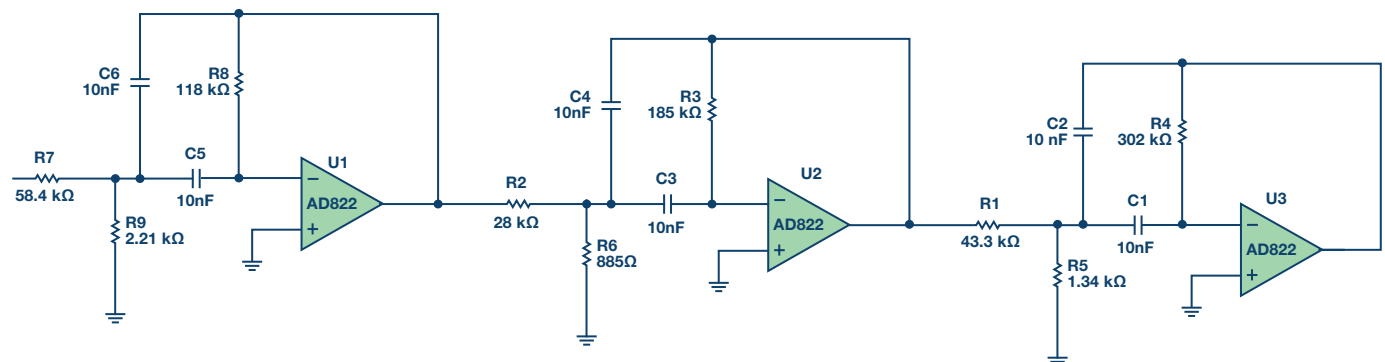 R7
58.4 kΩ
R9
2.21 kΩ
C6
10nF
R8
118 kΩ
C5
10nF
U1
−
AD822
+
R2
28 kΩ
R6
885Ω
C4
10nF
R3
185 kΩ
C3
10nF
U2
−
AD822
+
R1
43.3 kΩ
R5
1.34 kΩ
C2
10 nF
R4
302 kΩ
C1
10nF
U3
−
AD822
+